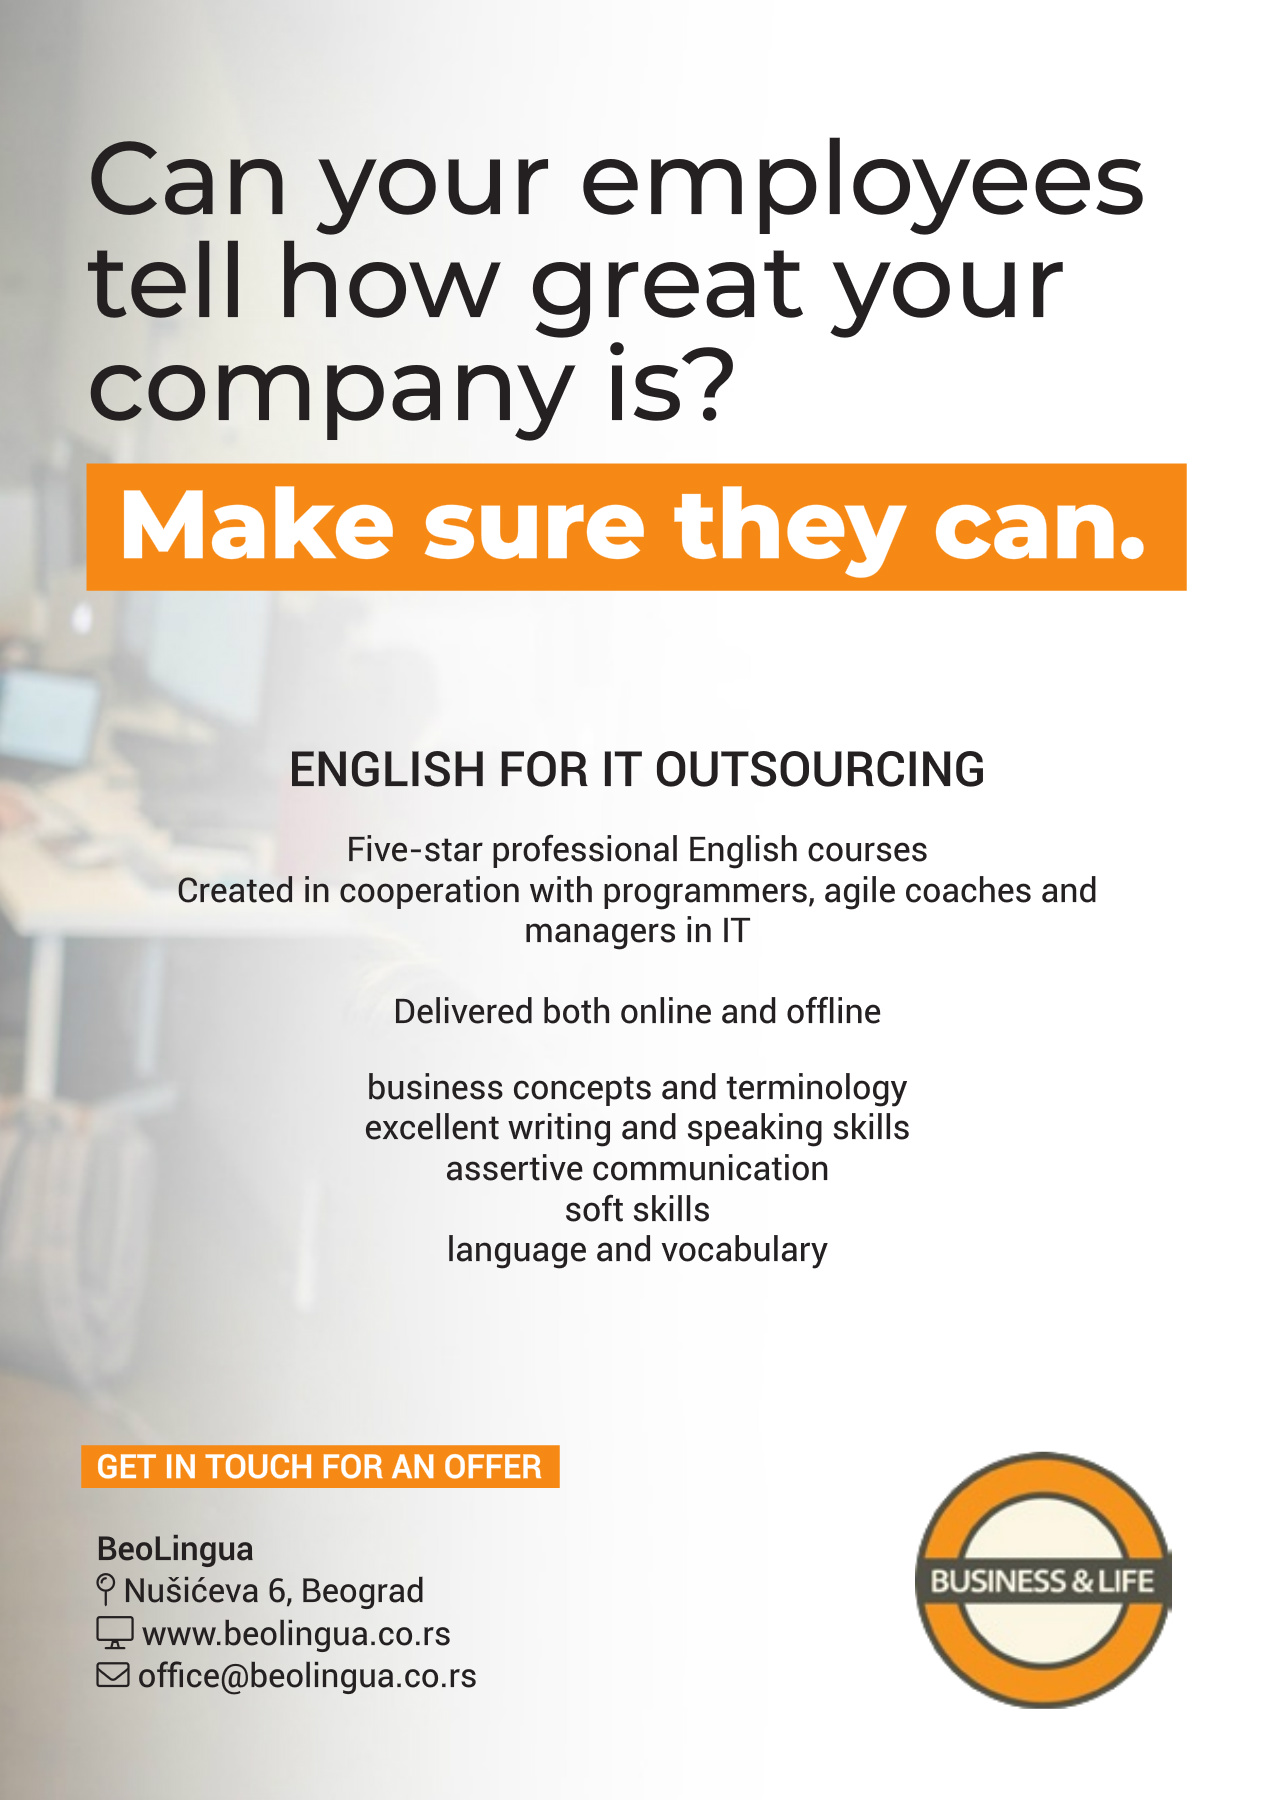 Can your employees
tell how great your
company is?
Make sure they can.
ENGLISH FOR IT OUTSOURCING
Five-star professional English courses
Created in cooperation with programmers, agile coaches and
managers in IT
Delivered both online and offline
business concepts and terminology
excellent writing and speaking skills
assertive communication
soft skills
language and vocabulary
GET IN TOUCH FOR AN OFFER
BeoLingua
Nušićeva 6, Beograd
www.beolingua.co.rs
office@beolingua.co.rs
BUSINESS & LIFE